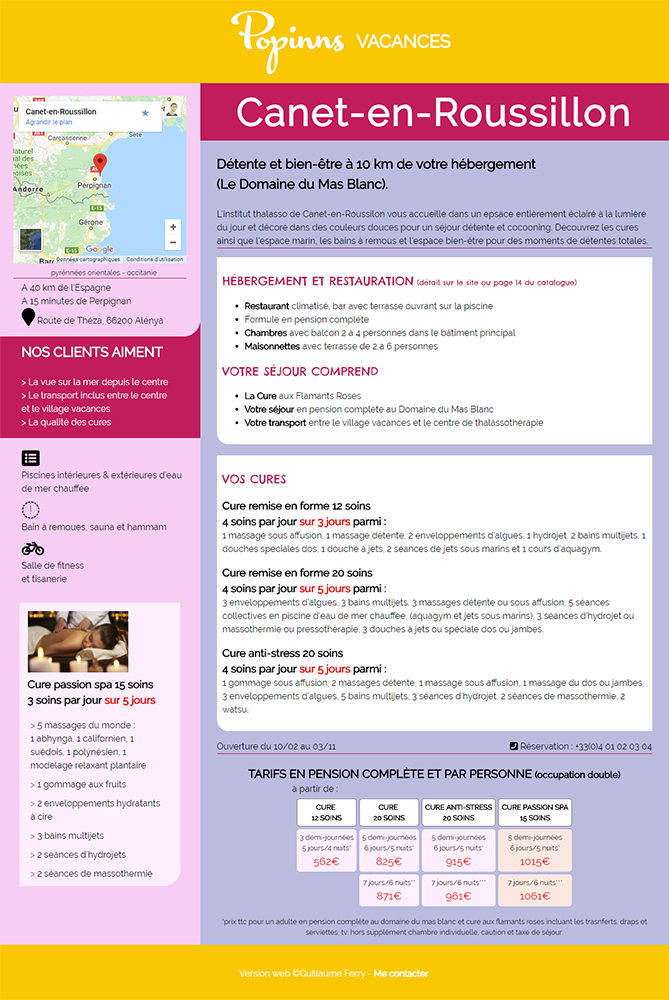 Popinns VACANCES
Canet-en-Roussillon
Canet-en-Roussillon
Agrandir le plan
Carcassonne
Sète
Andorre
Perpignan
Gérone
Google
Données cartographiques Conditions d'utilisation
pyrénnées orientales - occitanie
A 40 km de l'Espagne
A 15 minutes de Perpignan
Route de Théza, 66200 Alénya
NOS CLIENTS AIMENT
> La vue sur la mer depuis le centre
> Le transport inclus entre le centre
et le village vacances
> La qualité des cures
Piscines intérieures & extérieures d'eau
de mer chauffée
Bain à remoues, sauna et hammam
Salle de fitness
et tisanerie
Cure passion spa 15 soins
3 soins par jour sur 5 jours
> 5 massages du monde :
1 abhynga, 1 californien, 1
suédois, 1 polynésien, 1
modelage relaxant plantaire
> 1 gommage aux fruits
> 2 enveloppements hydratants
à cire
> 3 bains multijets
> 2 séances d'hydrojets
> 2 séances de massothermie
Détente et bien-être à 10 km de votre hébergement
(Le Domaine du Mas Blanc).
L'institut thalasso de Canet-en-Roussilon vous accueille dans un epsace entièrement éclairé à la lumière
du jour et décoré dans des couleurs douces pour un séjour détente et cocooning. Découvrez les cures
ainsi que l'espace marin, les bains à remous et l'espace bien-être pour des moments de détentes totales.
HÉBERGEMENT ET RESTAURATION (détail sur le site ou page 14 du catalogue)
Restaurant climatisé, bar avec terrasse ouvrant sur la piscine
Formule en pension complète
Chambres avec balcon 2 à 4 personnes dans le bâtiment principal
Maisonnettes avec terrasse de 2 à 6 personnes
VOTRE SÉJOUR COMPREND
La Cure aux Flamants Roses
Votre séjour en pension complète au Domaine du Mas Blanc
Votre transport entre le village vacances et le centre de thalassothérapie
VOS CURES
Cure remise en forme 12 soins
4 soins par jour sur 3 jours parmi :
1 massage sous affusion, 1 massage détente, 2 enveloppements d'algues, 1 hydrojet, 2 bains multijets, 1
douches spéciales dos, 1 douche à jets, 2 séances de jets sous marins et 1 cours d'aquagym.
Cure remise en forme 20 soins
4 soins par jour sur 5 jours parmi :
3 enveloppements d'algues, 3 bains multijets, 3 massages détente ou sous affusion, 5 séances
collectives en piscine d'eau de mer chauffée, (aquagym et jets sous marins), 3 séances d'hydrojet ou
massothermie ou pressothérapie, 3 douches à jets ou spéciale dos ou jambes.
Cure anti-stress 20 soins
4 soins par jour sur 5 jours parmi :
1 gommage sous affusion, 2 massages détente, 1 massage sous affusion, 1 massage du dos ou jambes,
3 enveloppements d'algues, 5 bains multijets, 3 séances d'hydrojet, 2 séances de massothermie, 2
watsu.
Ouverture du 10/02 au 03/11
Réservation : +33(0)4 01 02 03 04
TARIFS EN PENSION COMPLÈTE ET PAR PERSONNE (occupation double)
à partir de :
CURE CURE CURE ANTI-STRESS CURE PASSION SPA
12 SOINS 20 SOINS 20 SOINS 15 SOINS
3 demi-journées 5 demi-journées 5 demi-journées 5 demi-journées
5 jours/4 nuits* 6 jours/5 nuits* 6 jours/5 nuits* 6 jours/5 nuits*
562€ 825€ 915€ 1015€
7 jours/6 nuits** 7 jours/6 nuits*** 7 jours/6 nuits***
871€ 961€ 1061€
*prix ttc pour un adulte en pension complète au domaine du mas blanc et cure aux flamants roses incluant les trasnferts. draps et
serviettes, tv. hors supplément chambre individuelle, caution et taxe de séjour.
Version web ©Guillaume Ferry - Me contacter